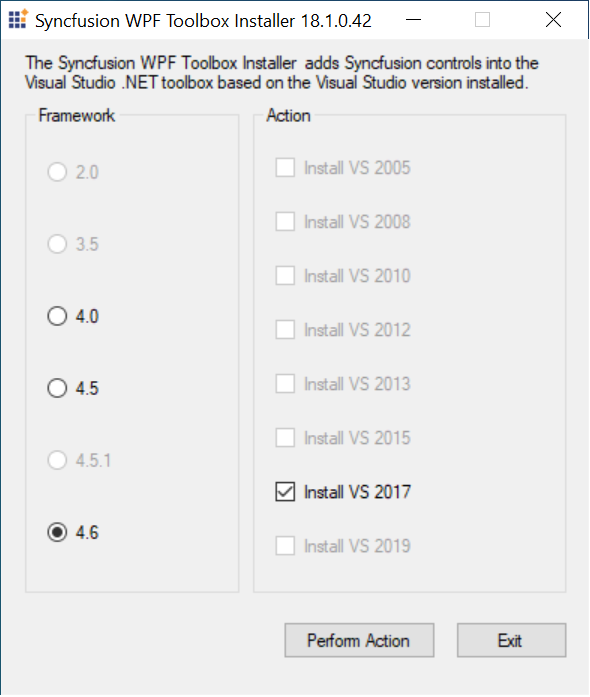 Syncfusion WPF Toolbox Installer 18.1.0.42
The Syncfusion WPF Toolbox Installer adds Syncfusion controls into the
Visual Studio .NET toolbox based on the Visual Studio version installed.
Framework
2.0
3.5
4.0
4.5
4.5.1
4.6
Action
Install VS 2005
Install VS 2008
Install VS 2010
Install VS 2012
Install VS 2013
Install VS 2015
Install VS 2017
Install VS 2019
Perform Action
Exit